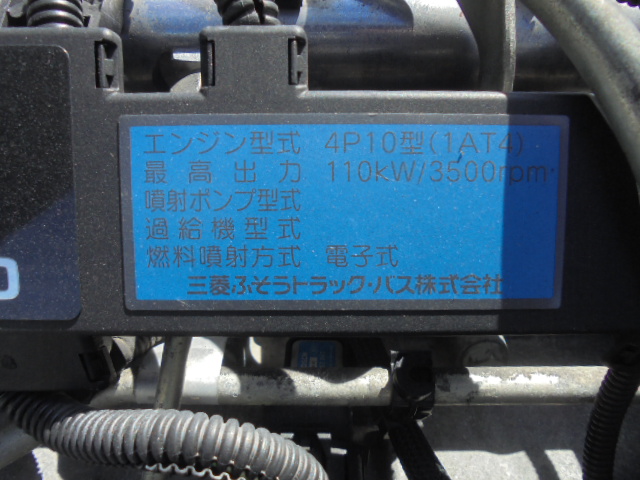 エンジン型式 4P10型(1AT4)
最高出力 110kW/3500rpm
噴射ポンプ型式
過給機型式
燃料噴射方式 電子式
三菱ふそうトラック・バス株式会社